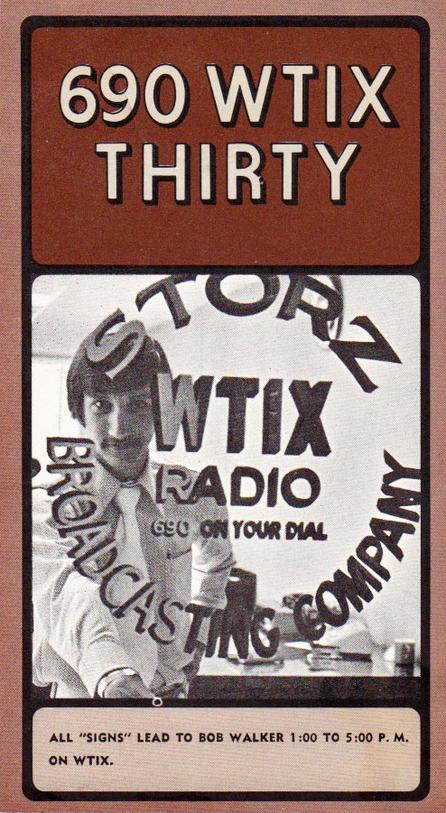 690 WTIX
THIRTY
STORZ
WTIX
RADIO
690 ON YOUR DIAL
BROADCASTING COMPANY
ALL "SIGNS" LEAD TO BOB WALKER 1:00 TO 5:00 P. M.
ON WTIX.